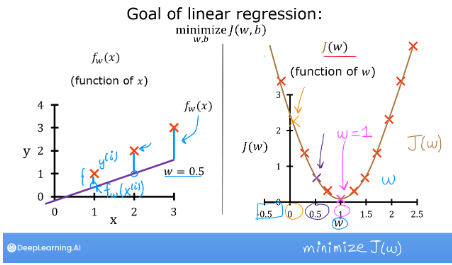 Goal of linear regression:
minimize J(w, b)
w,b
f_w(x)
(function of x)
f_w(x)
4
3
y 2
1
0
y^(i)
f
f_w(x^(i))
w = 0.5
0 1 2 3
x
J(w)
(function of w)
3
2
J(w)
1
0
w=1
J(w)
w
-0.5 0 0.5 1 1.5 2 2.5
w
DeepLearning.AI
minimize J(w)